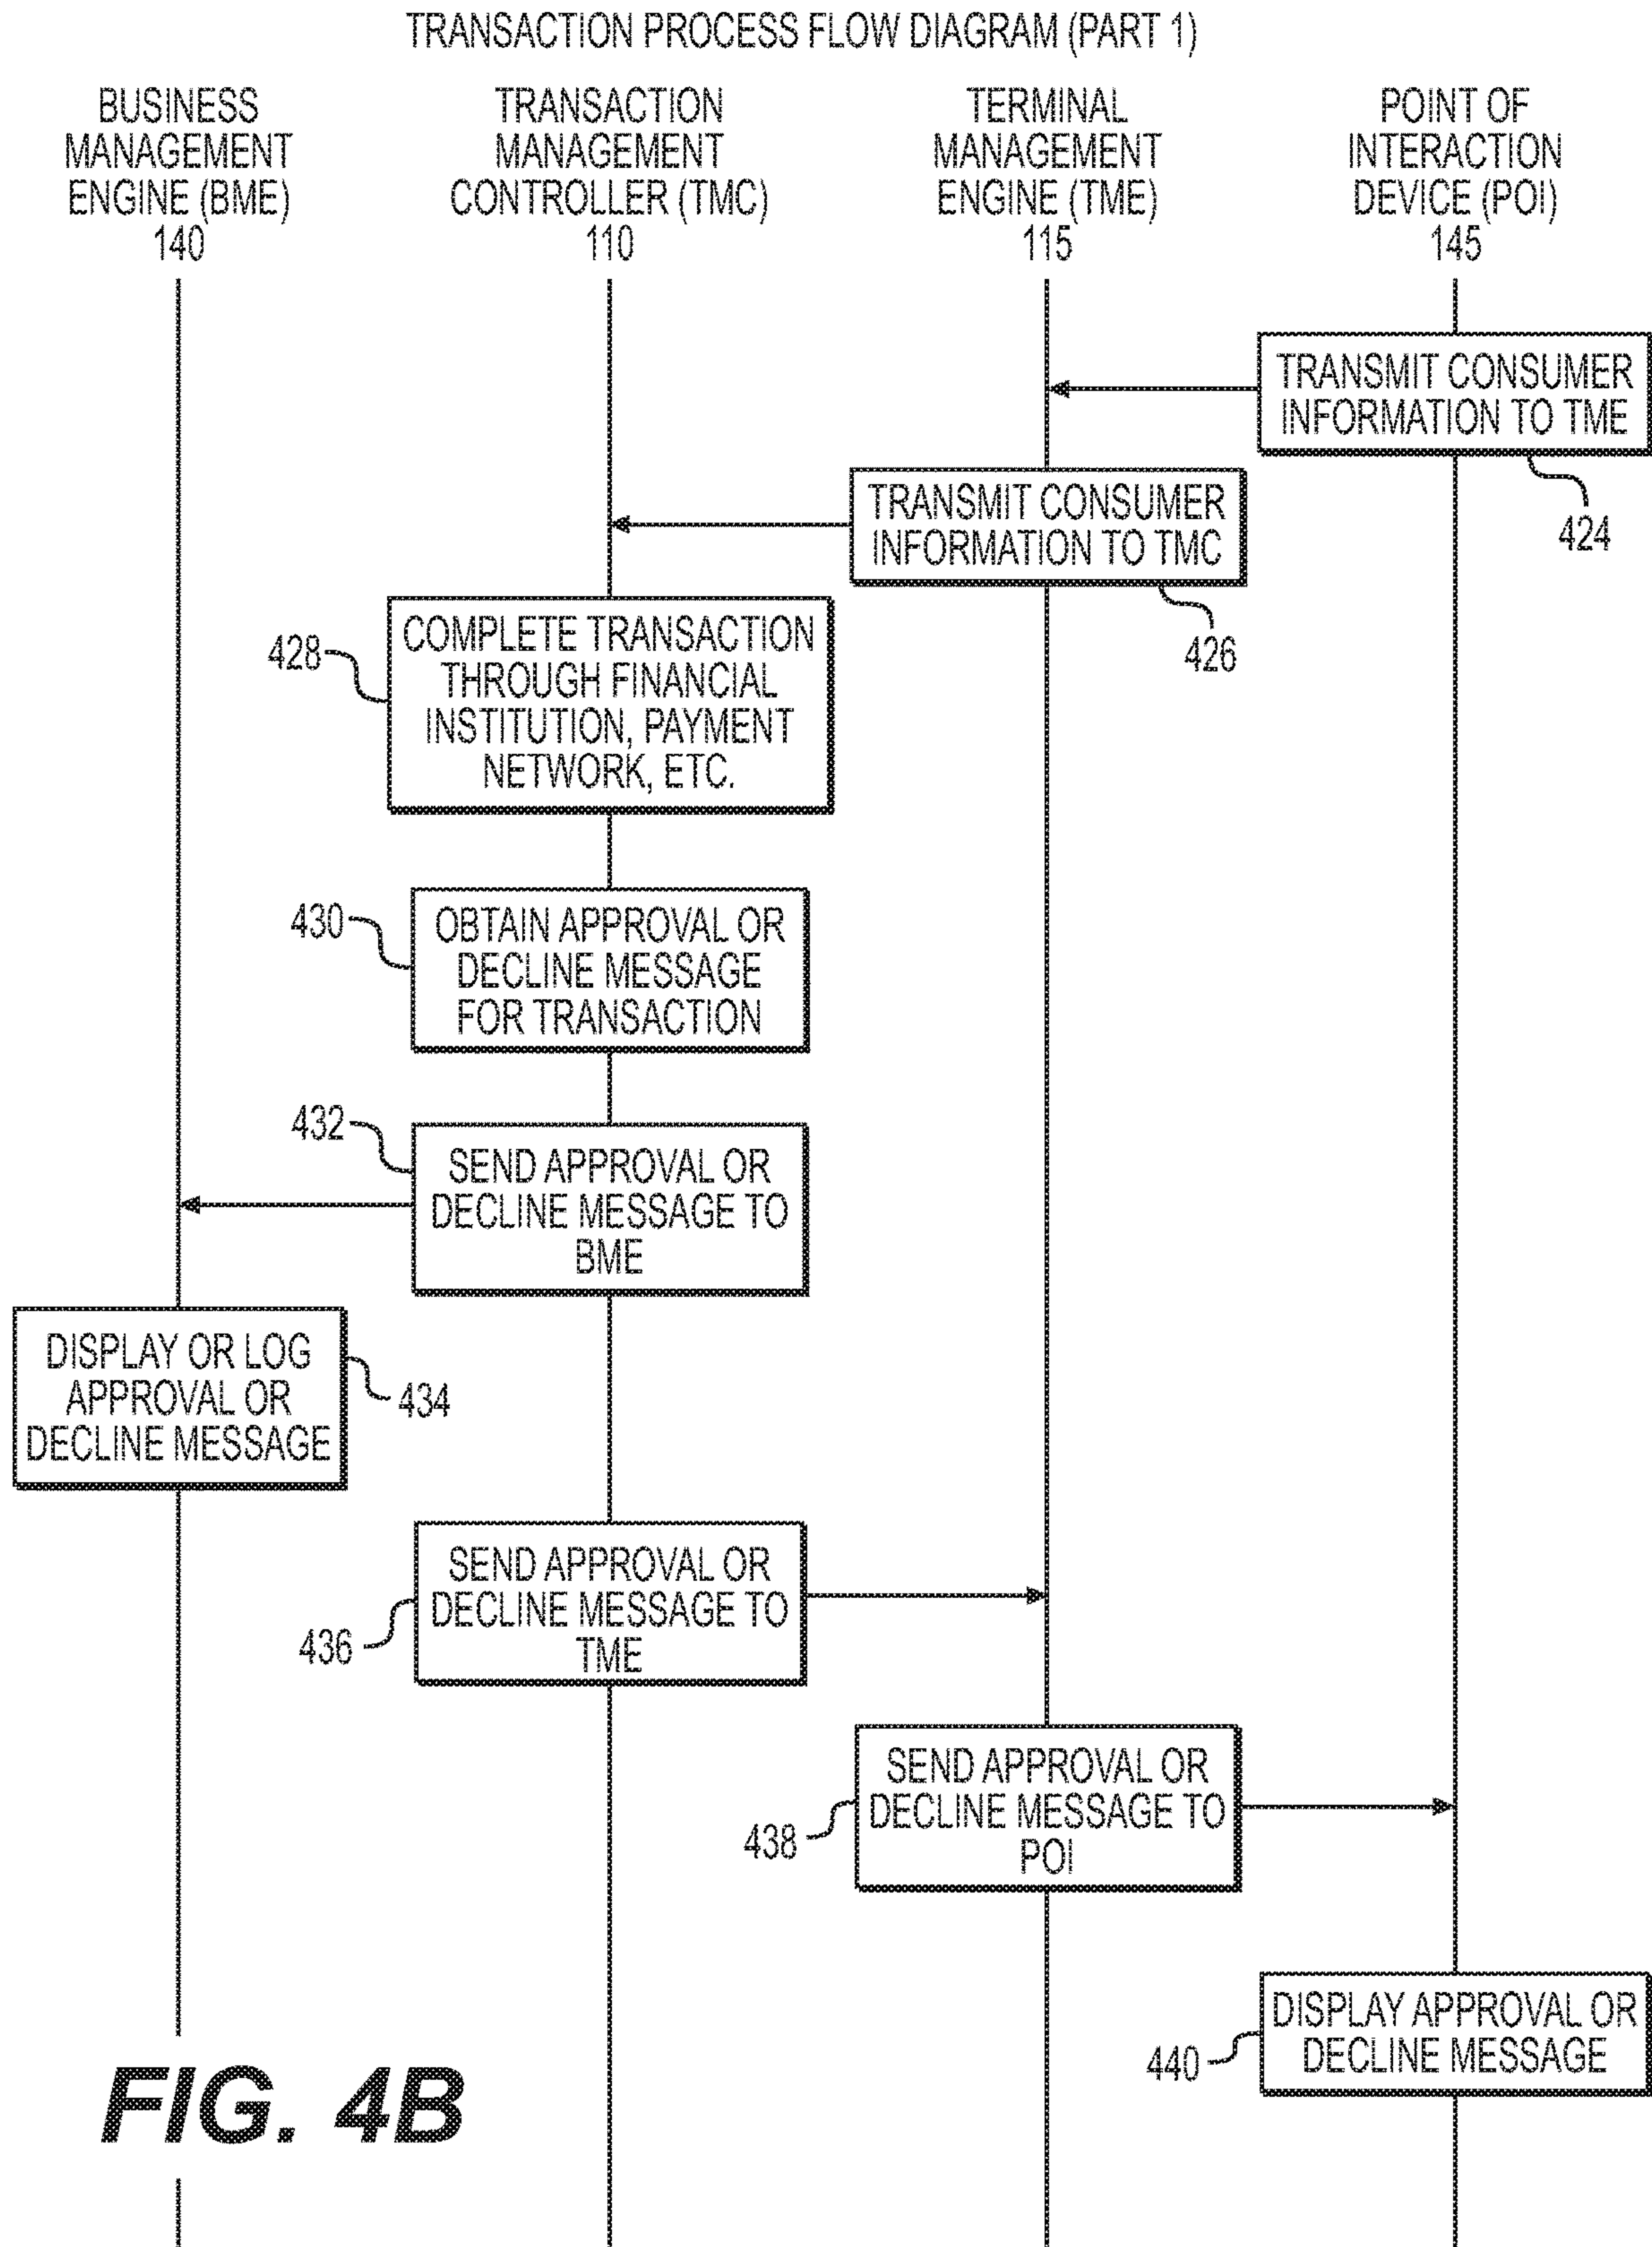 TRANSACTION PROCESS FLOW DIAGRAM (PART 1)
BUSINESS
MANAGEMENT
ENGINE (BME)
140
TRANSACTION
MANAGEMENT
CONTROLLER (TMC)
110
TERMINAL
MANAGEMENT
ENGINE (TME)
115
POINT OF
INTERACTION
DEVICE (POI)
145
TRANSMIT CONSUMER
INFORMATION TO TME
424
TRANSMIT CONSUMER
INFORMATION TO TMC
426
428
COMPLETE TRANSACTION
THROUGH FINANCIAL
INSTITUTION, PAYMENT
NETWORK, ETC.
430
OBTAIN APPROVAL OR
DECLINE MESSAGE
FOR TRANSACTION
432
SEND APPROVAL OR
DECLINE MESSAGE TO
BME
DISPLAY OR LOG
APPROVAL OR
DECLINE MESSAGE
434
SEND APPROVAL OR
DECLINE MESSAGE TO
TME
436
SEND APPROVAL OR
DECLINE MESSAGE TO
POI
438
DISPLAY APPROVAL OR
DECLINE MESSAGE
440
FIG. 4B